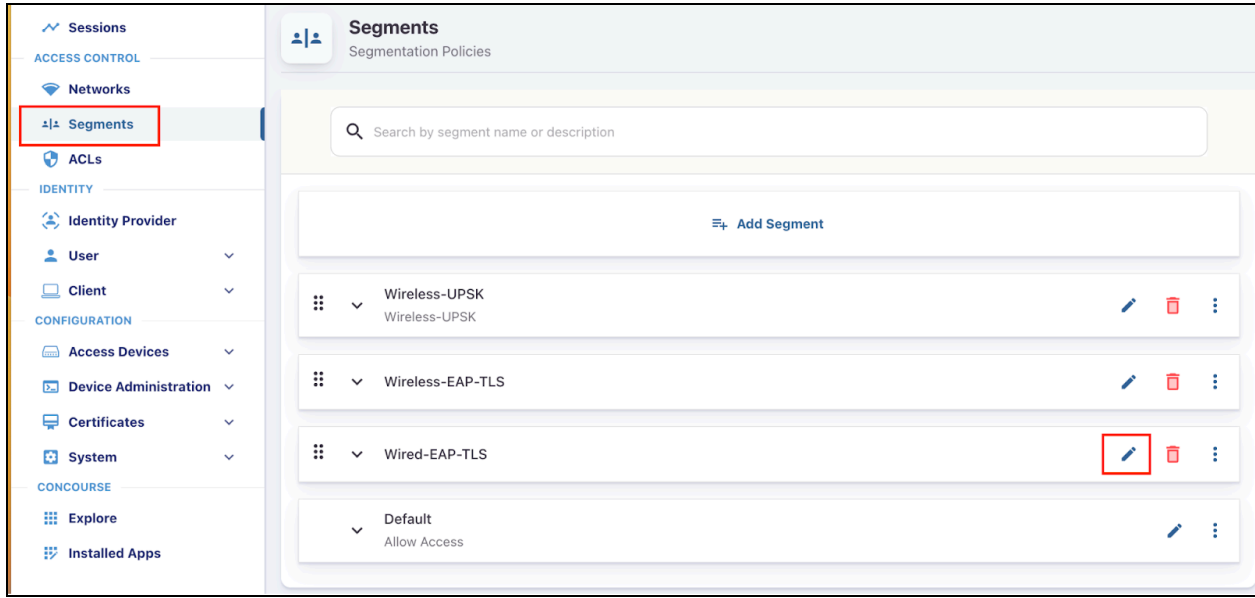 Sessions
ACCESS CONTROL
Networks
Segments
ACLs
IDENTITY
Identity Provider
User
Client
CONFIGURATION
Access Devices
Device Administration
Certificates
System
CONCOURSE
Explore
Installed Apps
Segments
Segmentation Policies
Search by segment name or description
Add Segment
Wireless-UPSK
Wireless-UPSK
Wireless-EAP-TLS
Wired-EAP-TLS
Default
Allow Access